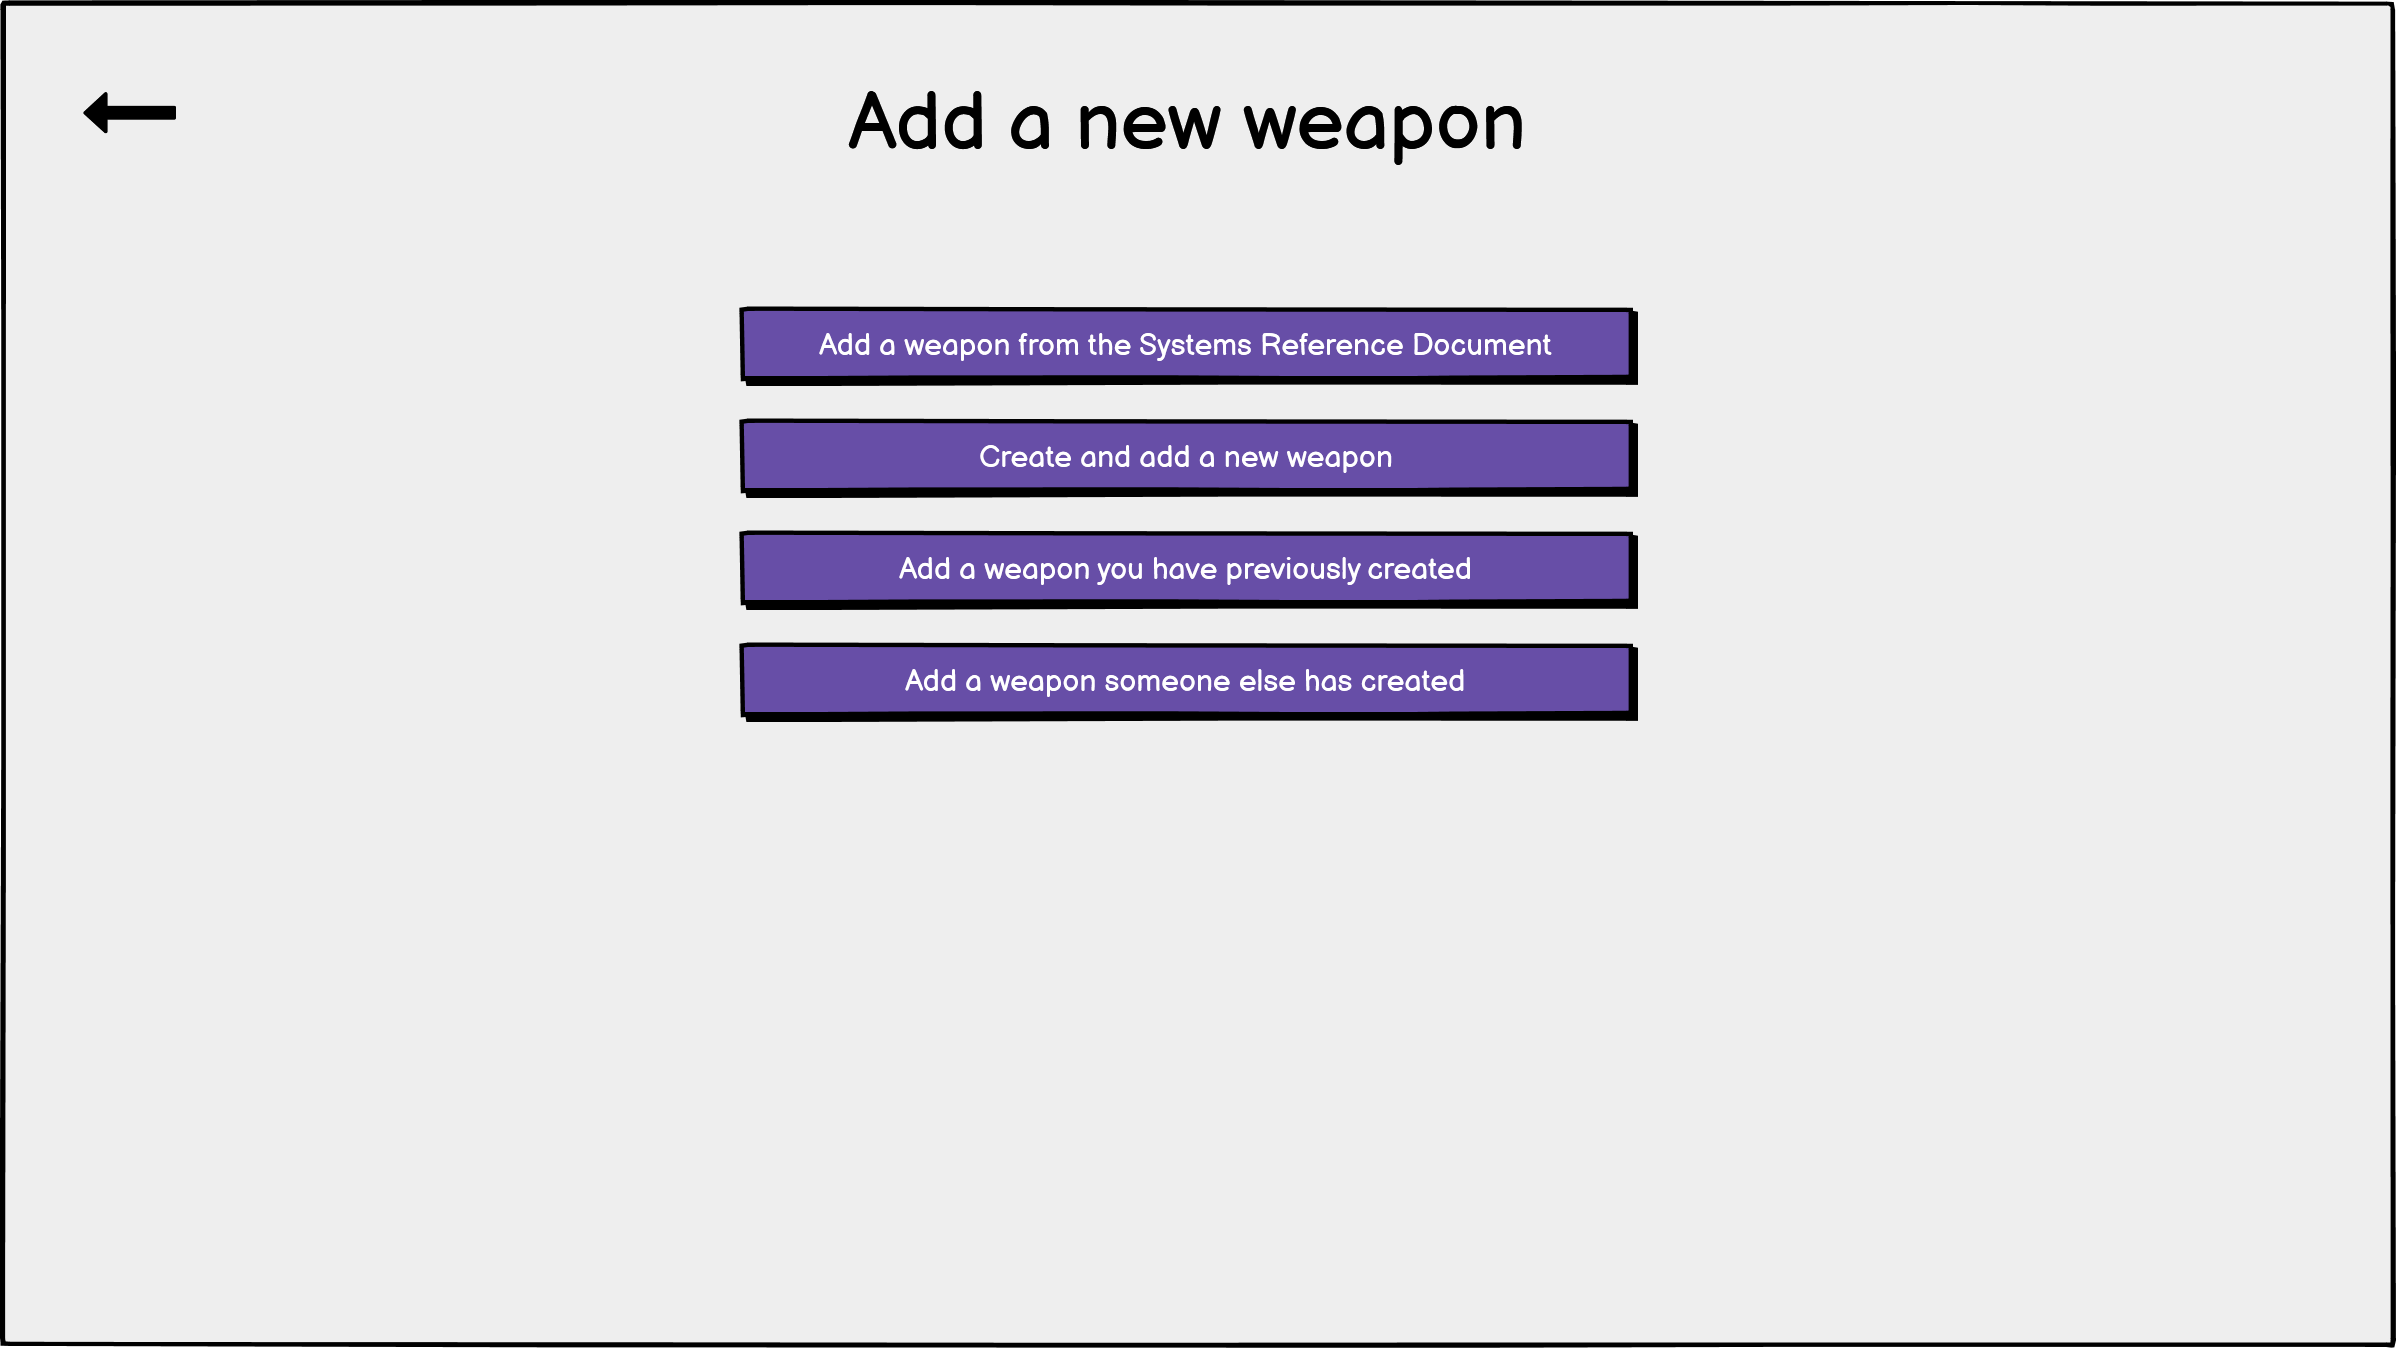 Add a new weapon
Add a weapon from the Systems Reference Document
Create and add a new weapon
Add a weapon you have previously created
Add a weapon someone else has created